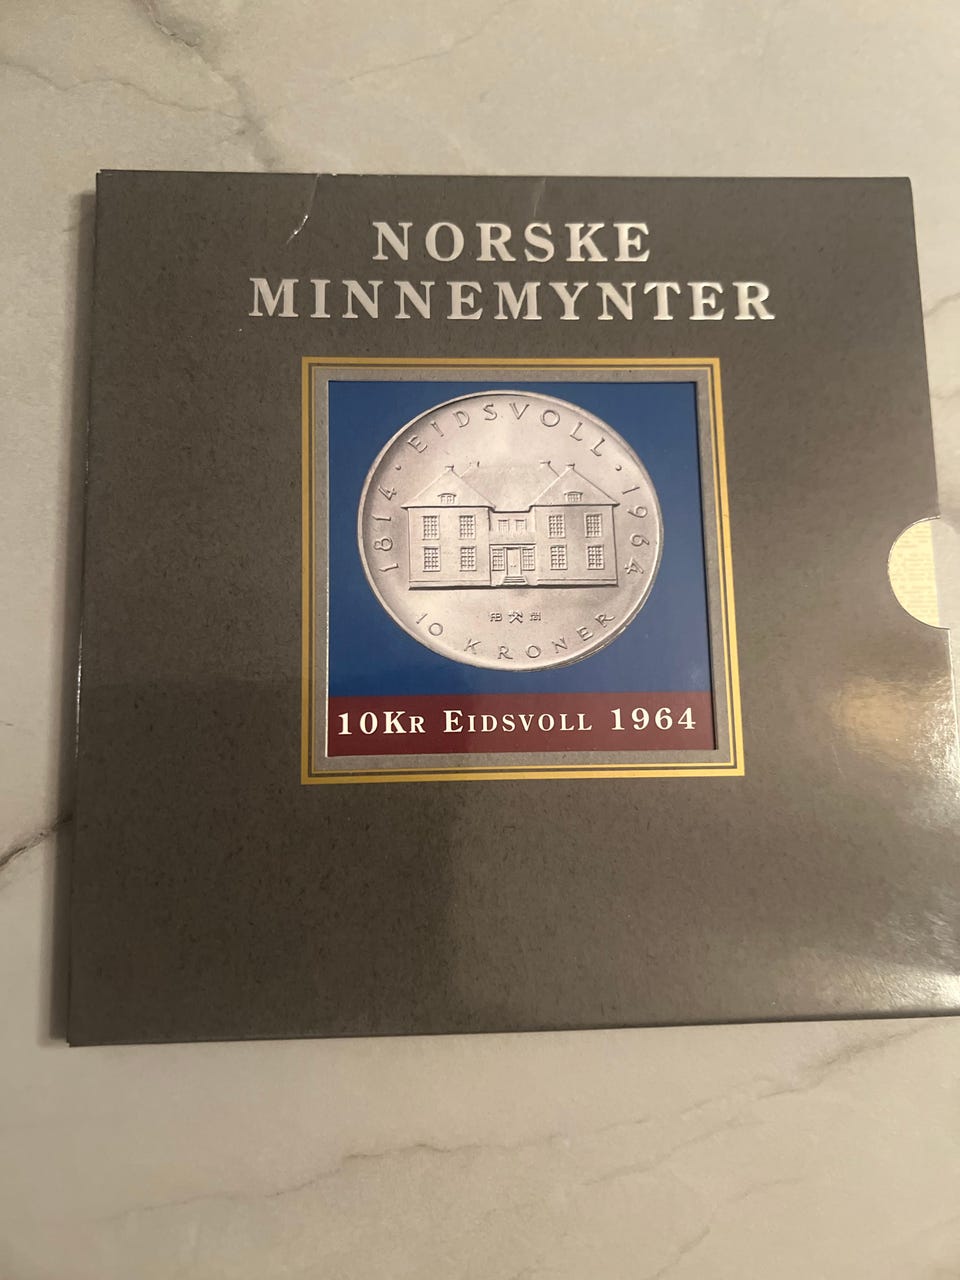 NORSKE
MINNEMYNTER
1814 · EIDSVOLL · 1964
10 KRONER
10KR EIDSVOLL 1964